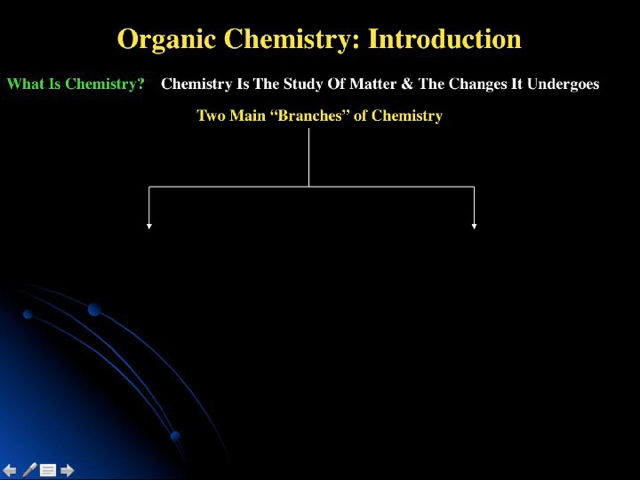 Organic Chemistry: Introduction
What Is Chemistry? Chemistry Is The Study Of Matter & The Changes It Undergoes
Two Main “Branches” of Chemistry